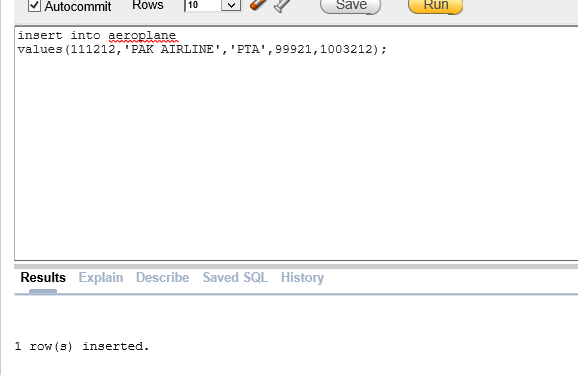 Autocommit Rows 10 Save Run
insert into aeroplane
values(111212,'PAK AIRLINE','PTA',99921,1003212);
Results Explain Describe Saved SQL History
1 row(s) inserted.